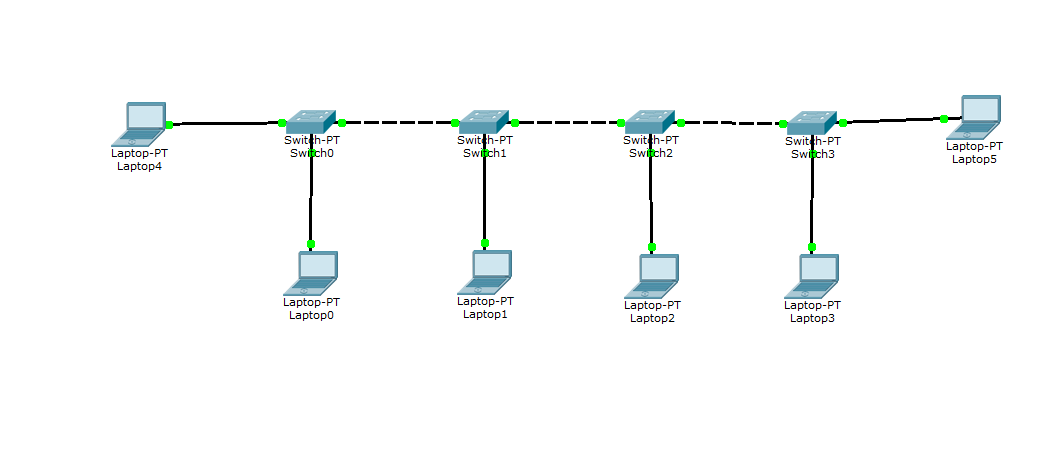 Laptop-PT
Laptop4
Switch-PT
Switch0
Switch-PT
Switch1
Switch-PT
Switch2
Switch-PT
Switch3
Laptop-PT
Laptop5
Laptop-PT
Laptop0
Laptop-PT
Laptop1
Laptop-PT
Laptop2
Laptop-PT
Laptop3